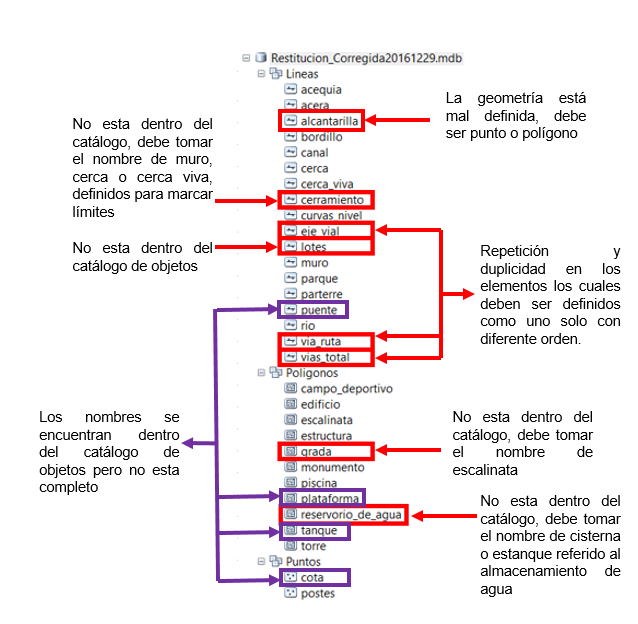 Restitucion_Corregida20161229.mdb
Lineas
acequia
acera
alcantarilla
bordillo
canal
cerca
cerca_viva
cerramiento
curvas_nivel
eje_vial
lotes
muro
parque
parterre
puente
rio
via_ruta
vias_total
Poligonos
campo_deportivo
edificio
escalinata
estructura
grada
monumento
piscina
plataforma
reservorio_de_agua
tanque
torre
Puntos
cota
postes
No esta dentro del
catálogo, debe tomar
el nombre de muro,
cerca o cerca viva,
definidos para marcar
límites
No esta dentro del
catálogo de objetos
Los nombres se
encuentran dentro
del catálogo de
objetos pero no esta
completo
La geometría está
mal definida, debe
ser punto o polígono
Repetición y
duplicidad en los
elementos los cuales
deben ser definidos
como uno solo con
diferente orden.
No esta dentro del
catálogo, debe tomar
el nombre de
escalinata
No esta dentro del
catálogo, debe tomar
el nombre de cisterna
o estanque referido al
almacenamiento de
agua